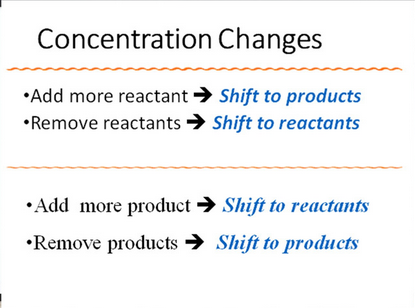 Concentration Changes
•Add more reactant ➔ Shift to products
•Remove reactants ➔ Shift to reactants
•Add more product ➔ Shift to reactants
•Remove products ➔ Shift to products